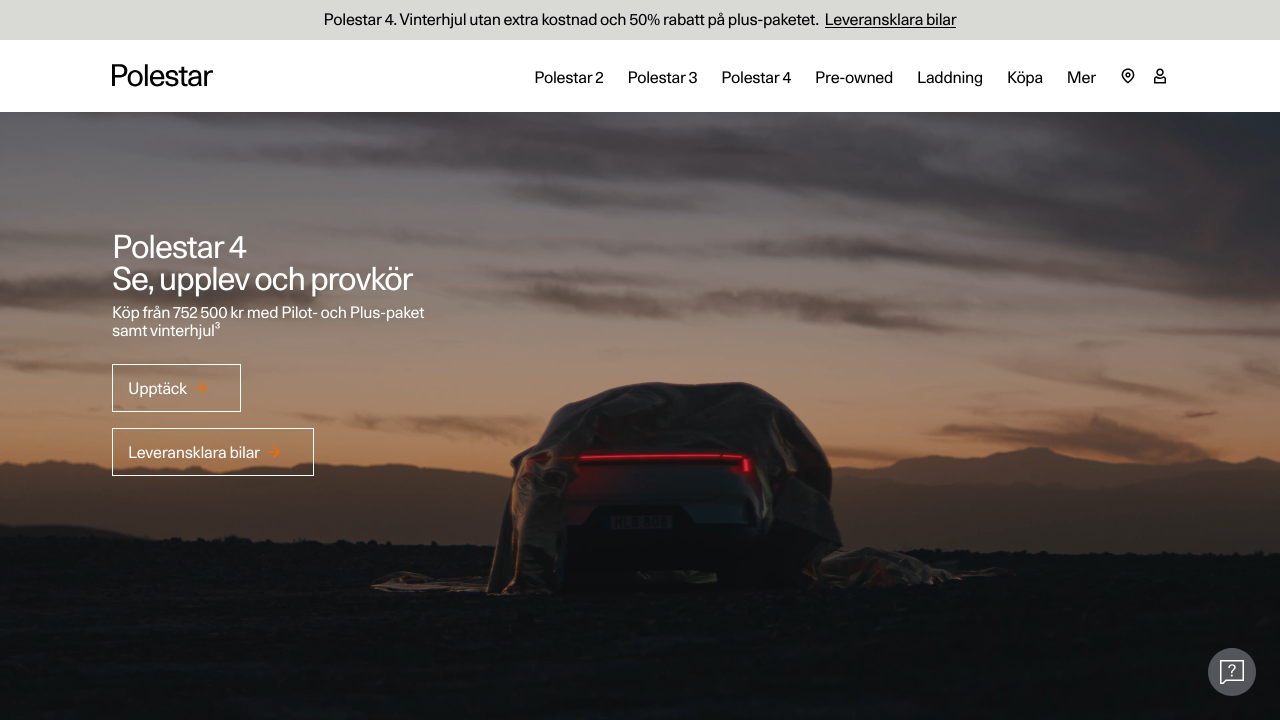 Polestar 4. Vinterhjul utan extra kostnad och 50% rabatt på plus-paketet. Leveransklara bilar
Polestar
Polestar 2 Polestar 3 Polestar 4 Pre-owned Laddning Köpa Mer
Polestar 4
Se, upplev och provkör
Köp från 752 500 kr med Pilot- och Plus-paket
samt vinterhjul³
Upptäck →
Leveransklara bilar →